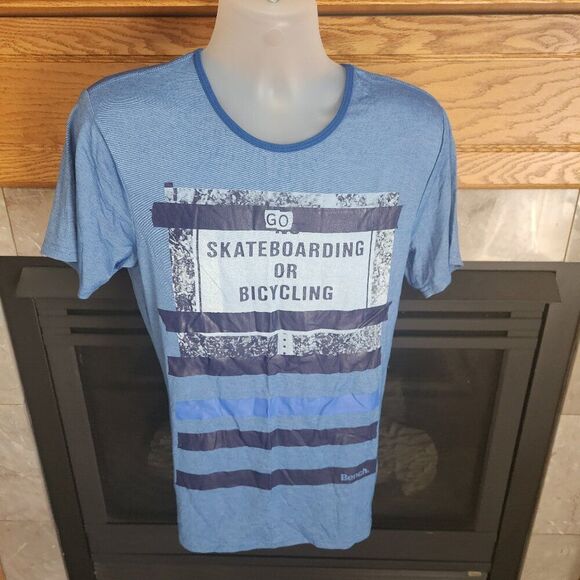 GO
SKATEBOARDING
OR
BICYCLING
Bench.